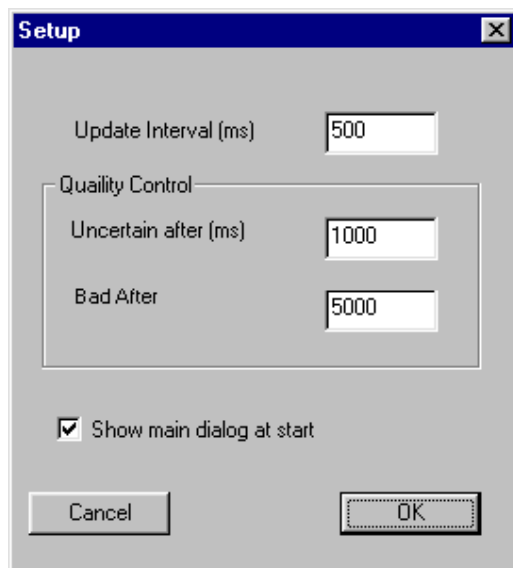 Setup
Update Interval (ms) 500
Quaility Control
Uncertain after (ms) 1000
Bad After 5000
Show main dialog at start
Cancel OK